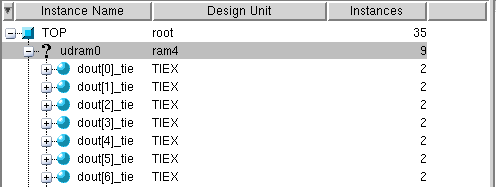 Instance Name Design Unit Instances
TOP root 35
udram0 ram4 9
dout[0]_tie TIEX 2
dout[1]_tie TIEX 2
dout[2]_tie TIEX 2
dout[3]_tie TIEX 2
dout[4]_tie TIEX 2
dout[5]_tie TIEX 2
dout[6]_tie TIEX 2